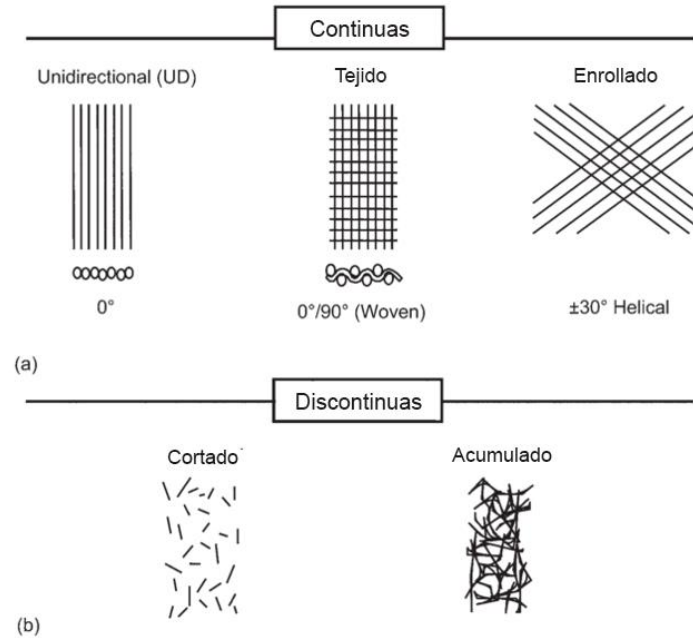 Continuas
Unidirectional (UD)
Tejido
Enrollado
0°
0°/90° (Woven)
±30° Helical
(a)
Discontinuas
Cortado
Acumulado
(b)